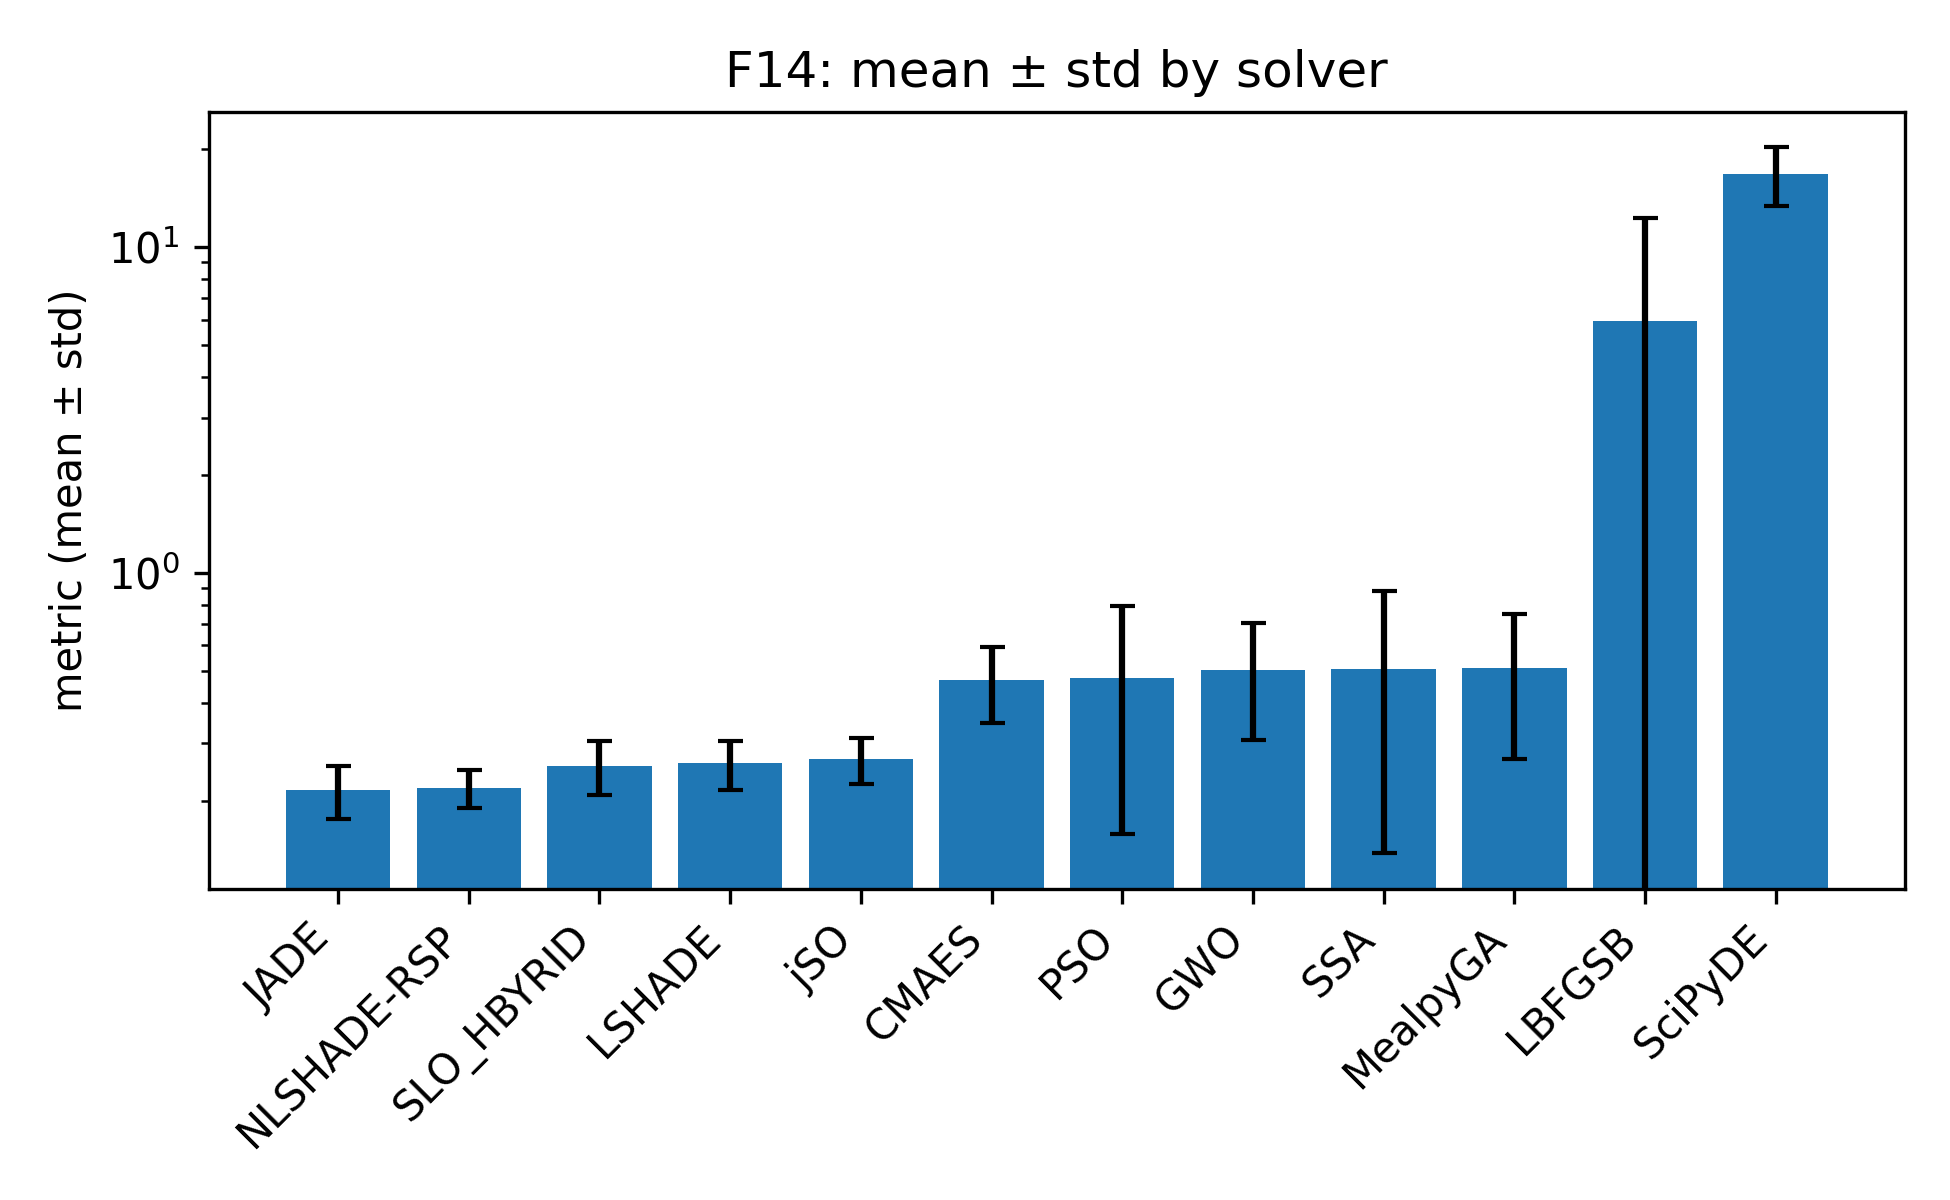 F14: mean ± std by solver
metric (mean ± std)
10¹
10⁰
JADE
NLSHADE-RSP
SLO_HBYRID
LSHADE
jSO
CMAES
PSO
GWO
SSA
MealpyGA
LBFGSB
SciPyDE